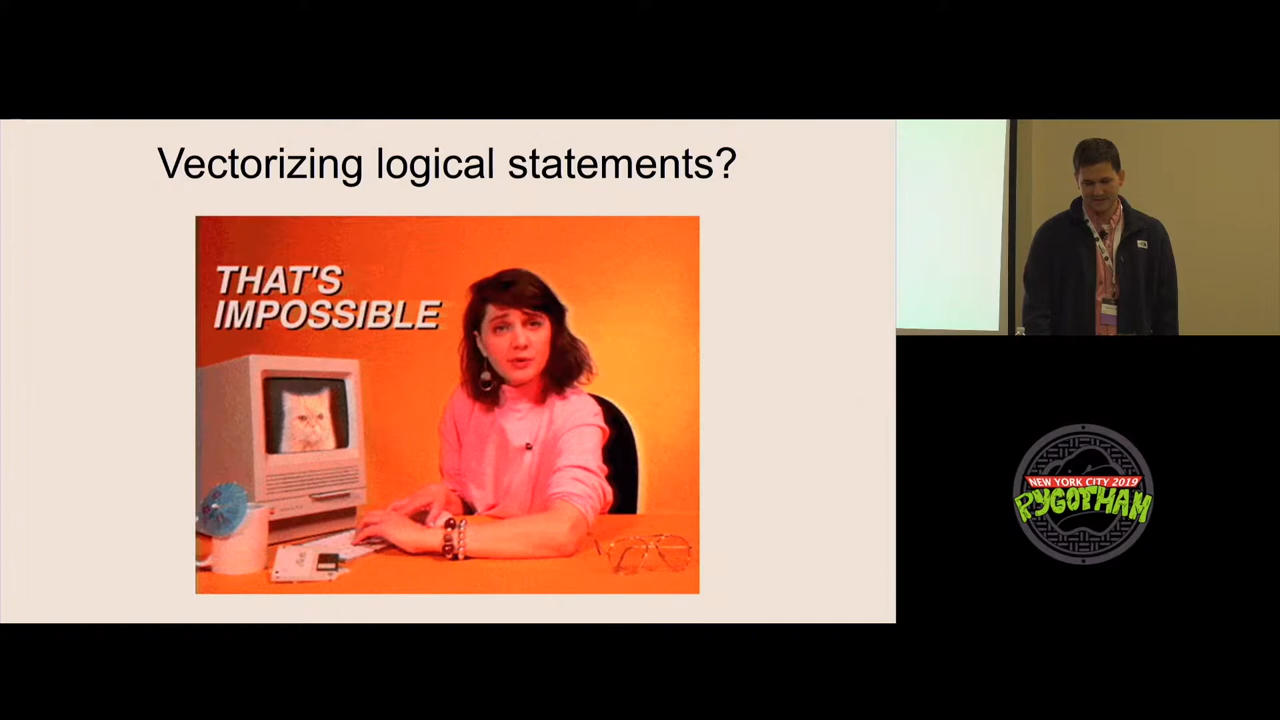 Vectorizing logical statements?
THAT'S
IMPOSSIBLE
NEW YORK CITY 2019
PYGOTHAM